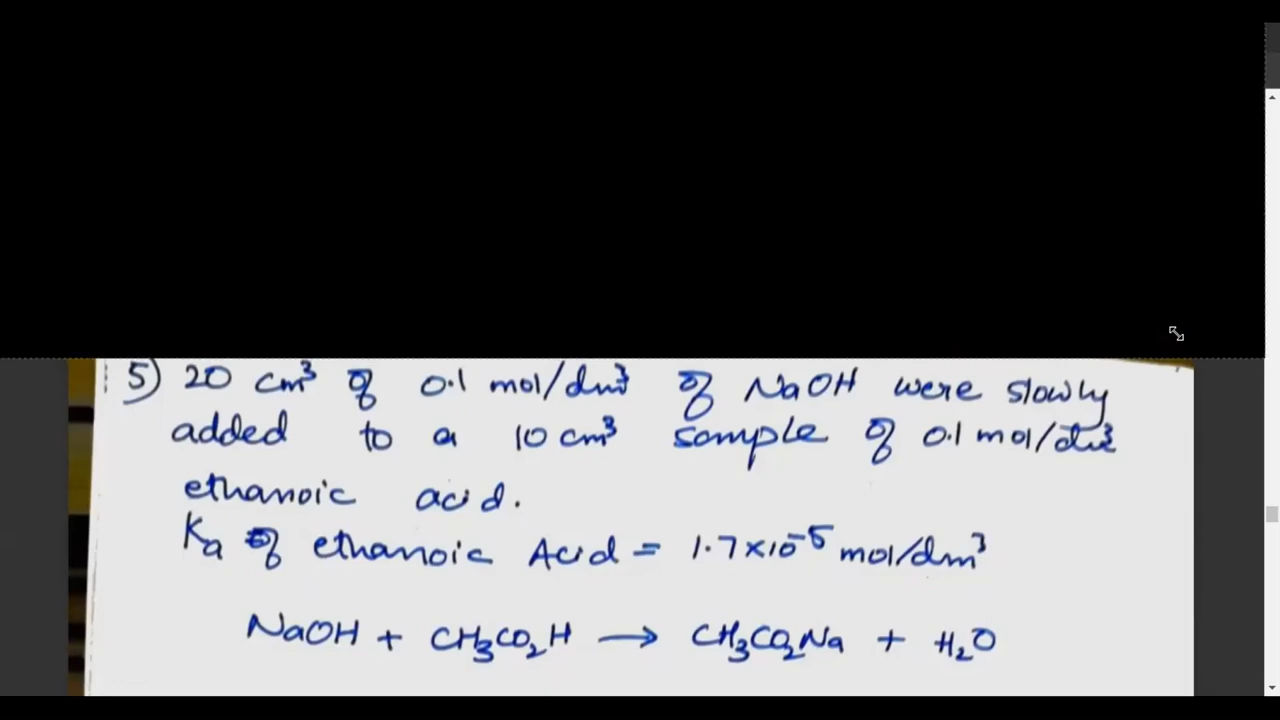 5) 20 cm³ of 0.1 mol/dm³ of NaOH were slowly
added to a 10 cm³ sample of 0.1 mol/dm³
ethanoic acid.
Ka of ethanoic Acid = 1.7×10⁻⁵ mol/dm³
NaOH + CH₃CO₂H → CH₃CO₂Na + H₂O